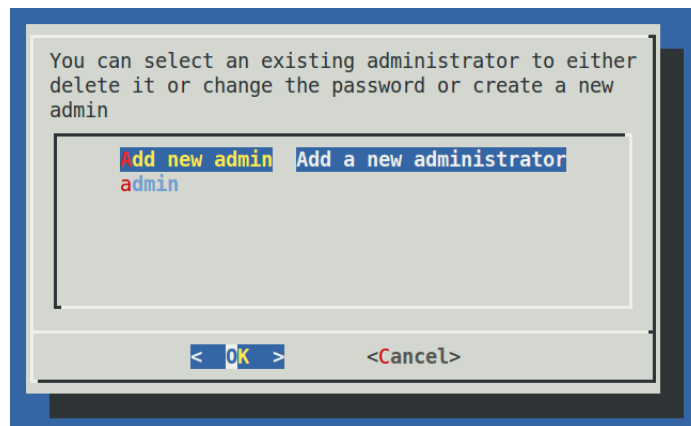 You can select an existing administrator to either
delete it or change the password or create a new
admin
Add new admin  Add a new administrator
admin
<  OK  >  <Cancel>